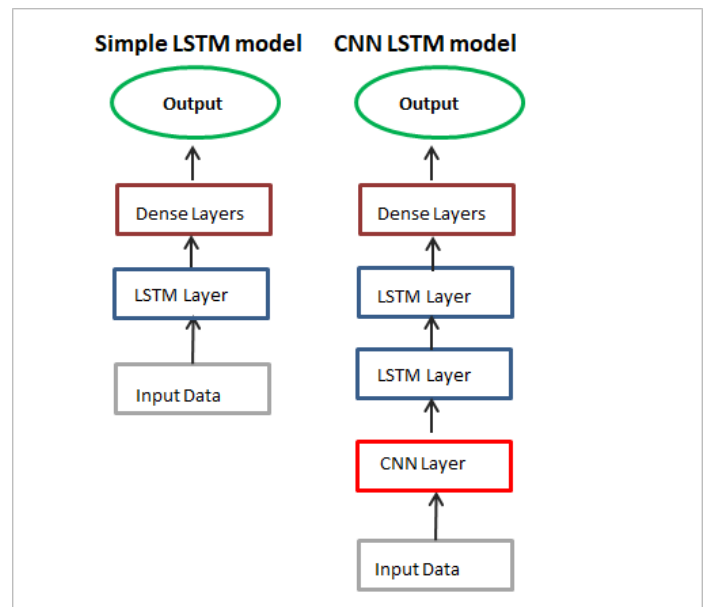 Simple LSTM model
Output
Dense Layers
LSTM Layer
Input Data
CNN LSTM model
Output
Dense Layers
LSTM Layer
LSTM Layer
CNN Layer
Input Data